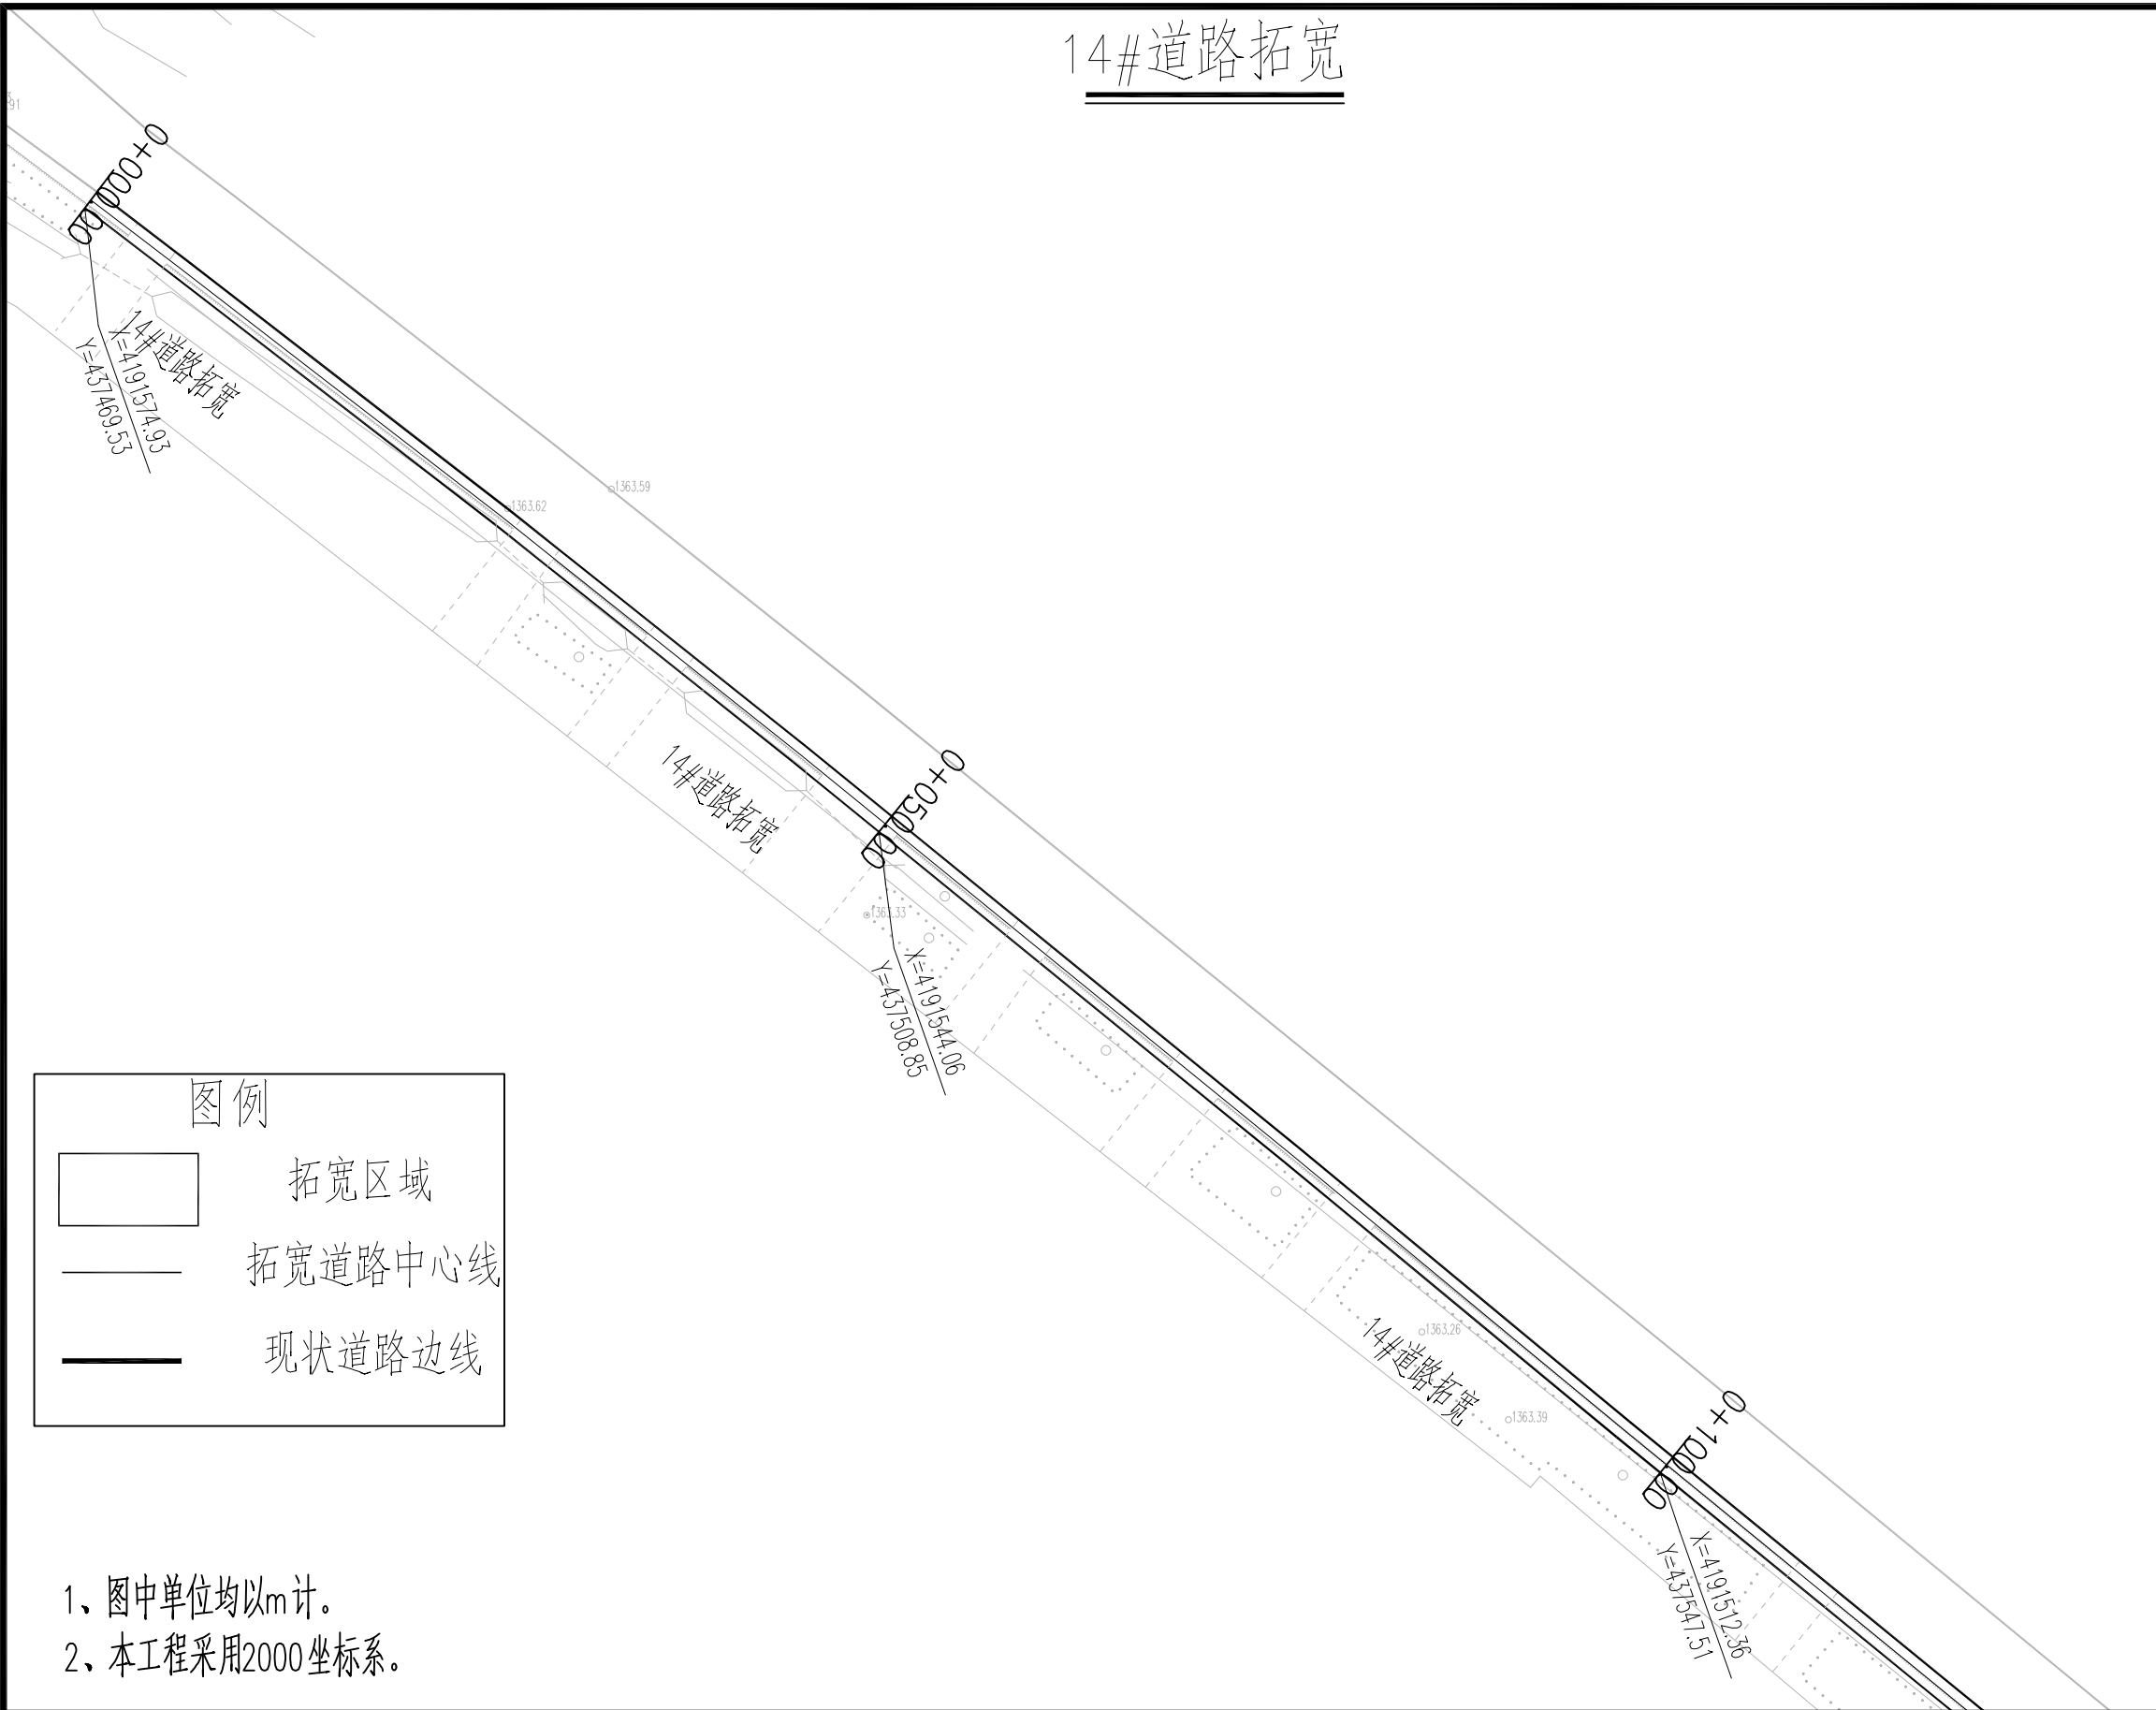 14#道路拓宽
0+000.00
14#道路拓宽
X=4191574.93
Y=437469.53
1363.59
1363.62
0+050.00
14#道路拓宽
1363.33
X=4191544.06
Y=437508.85
图例
拓宽区域
拓宽道路中心线
现状道路边线
1363.26
14#道路拓宽
1363.39
0+100.00
X=4191512.36
Y=437547.51
1、图中单位均以m计。
2、本工程采用2000坐标系。